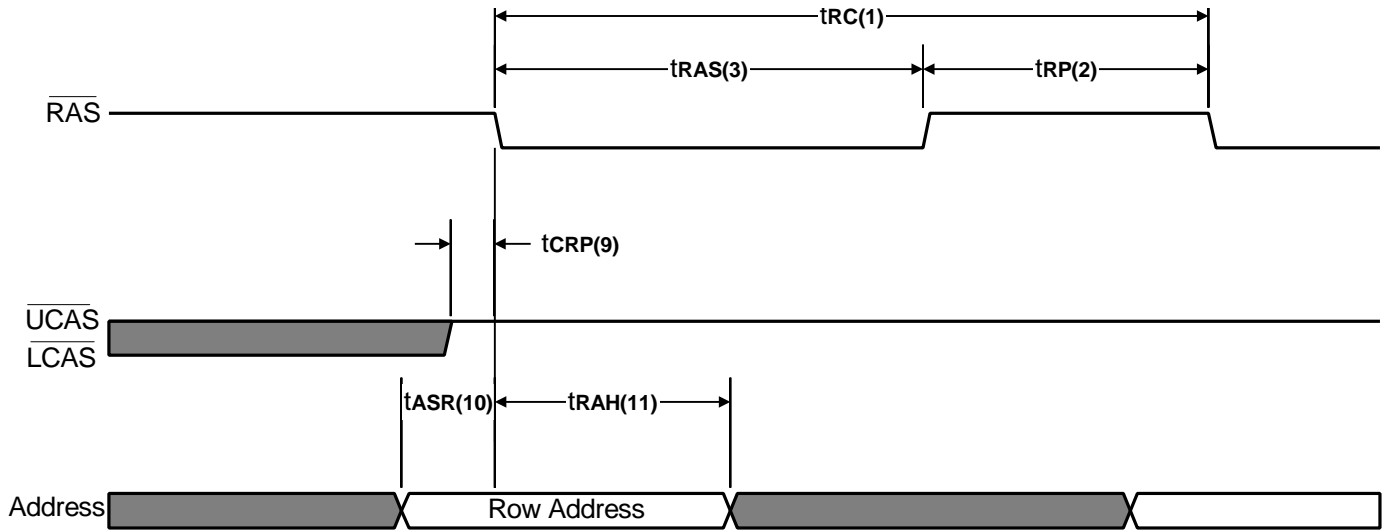 tRC(1)
tRAS(3)
tRP(2)
RAS
tCRP(9)
UCAS
LCAS
tASR(10)
tRAH(11)
Address
Row Address